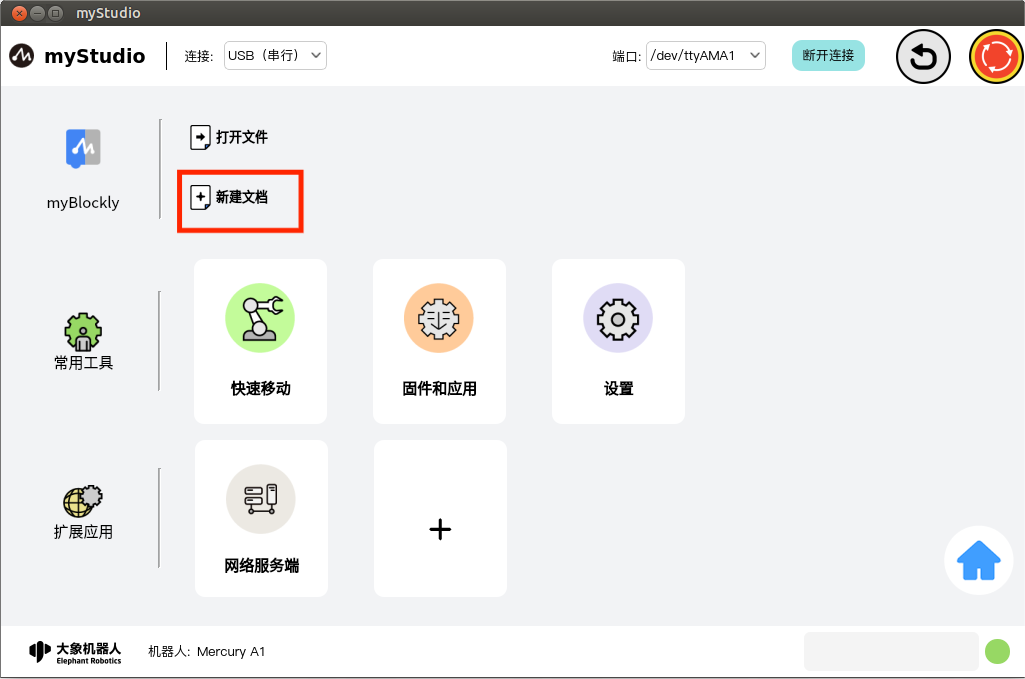 myStudio
myStudio 连接: USB（串行） 端口: /dev/ttyAMA1 断开连接
打开文件
新建文档
myBlockly
快速移动 固件和应用 设置
常用工具
网络服务端
扩展应用
大象机器人
Elephant Robotics
机器人: Mercury A1